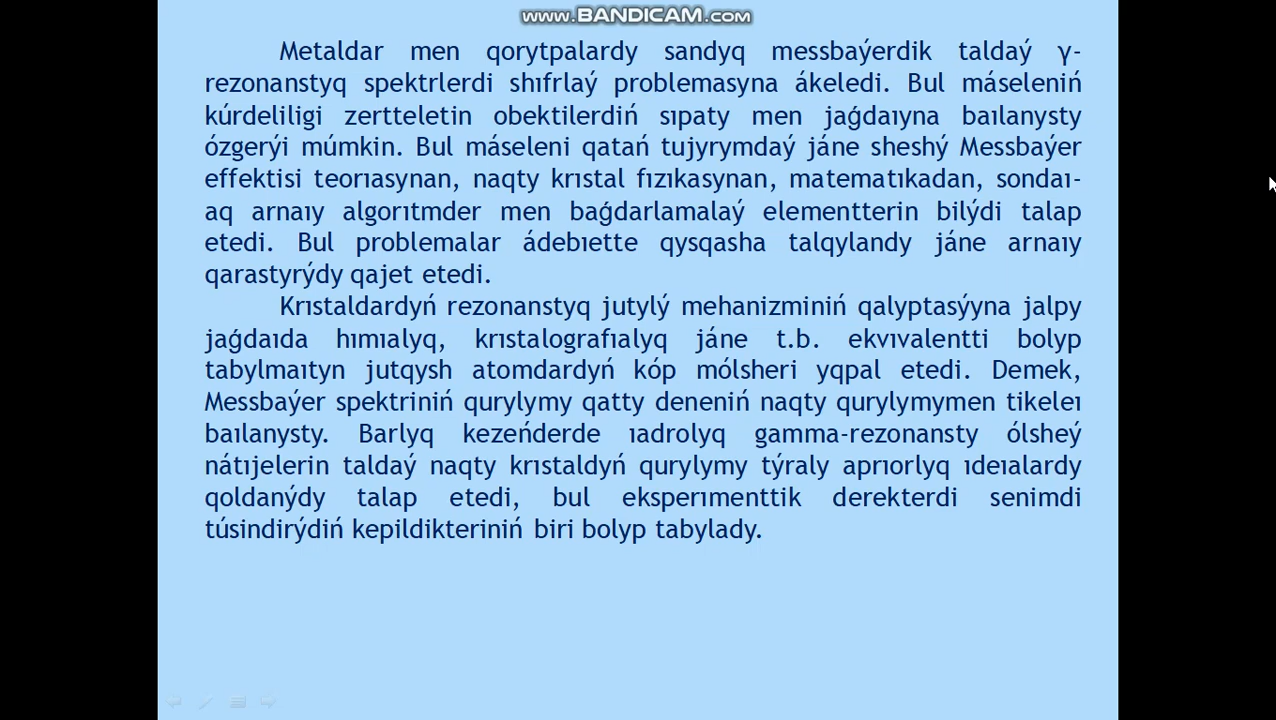 www.BANDICAM.com
Metaldar men qorytpalardy sandyq messbaýerdik taldaý γ-
rezonanstyq spektrlerdi shıfrlaý problemasyna ákeledi. Bul máseleniń
kúrdeliligi zertteletin obektilerdiń sıpaty men jaǵdaıyna baılanysty
ózgerýi múmkin. Bul máseleni qatań tujyrymdaý jáne sheshý Messbaýer
effektisi teorıasynan, naqty krıstal fızıkasynan, matematıkadan, sondaı-
aq arnaıy algorıtmder men baǵdarlamalaý elementterin bilýdi talap
etedi. Bul problemalar ádebıette qysqasha talqylandy jáne arnaıy
qarastyrýdy qajet etedi.
Krıstaldardyń rezonanstyq jutylý mehanizminiń qalyptasýyna jalpy
jaǵdaıda hımıalyq, krıstalografıalyq jáne t.b. ekvıvalentti bolyp
tabylmaıtyn jutqysh atomdardyń kóp mólsheri yqpal etedi. Demek,
Messbaýer spektriniń qurylymy qatty deneniń naqty qurylymymen tikeleı
baılanysty. Barlyq kezeńderde ıadrolyq gamma-rezonansty ólsheý
nátıjelerin taldaý naqty krıstaldyń qurylymy týraly aprıorlyq ıdeıalardy
qoldanýdy talap etedi, bul eksperımenttik derekterdi senimdi
túsindirýdiń kepildikteriniń biri bolyp tabylady.